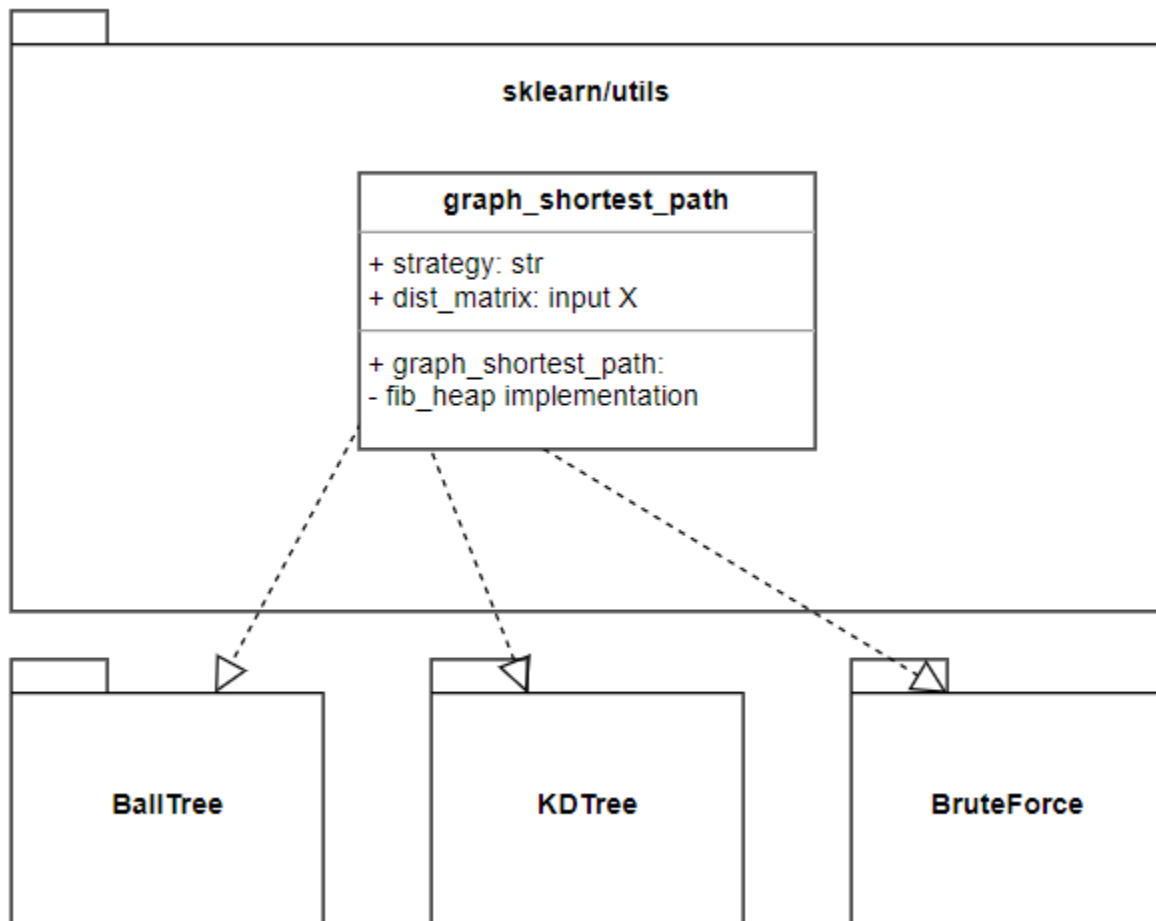 sklearn/utils
graph_shortest_path
+ strategy: str
+ dist_matrix: input X
+ graph_shortest_path:
- fib_heap implementation
BallTree
KDTree
BruteForce